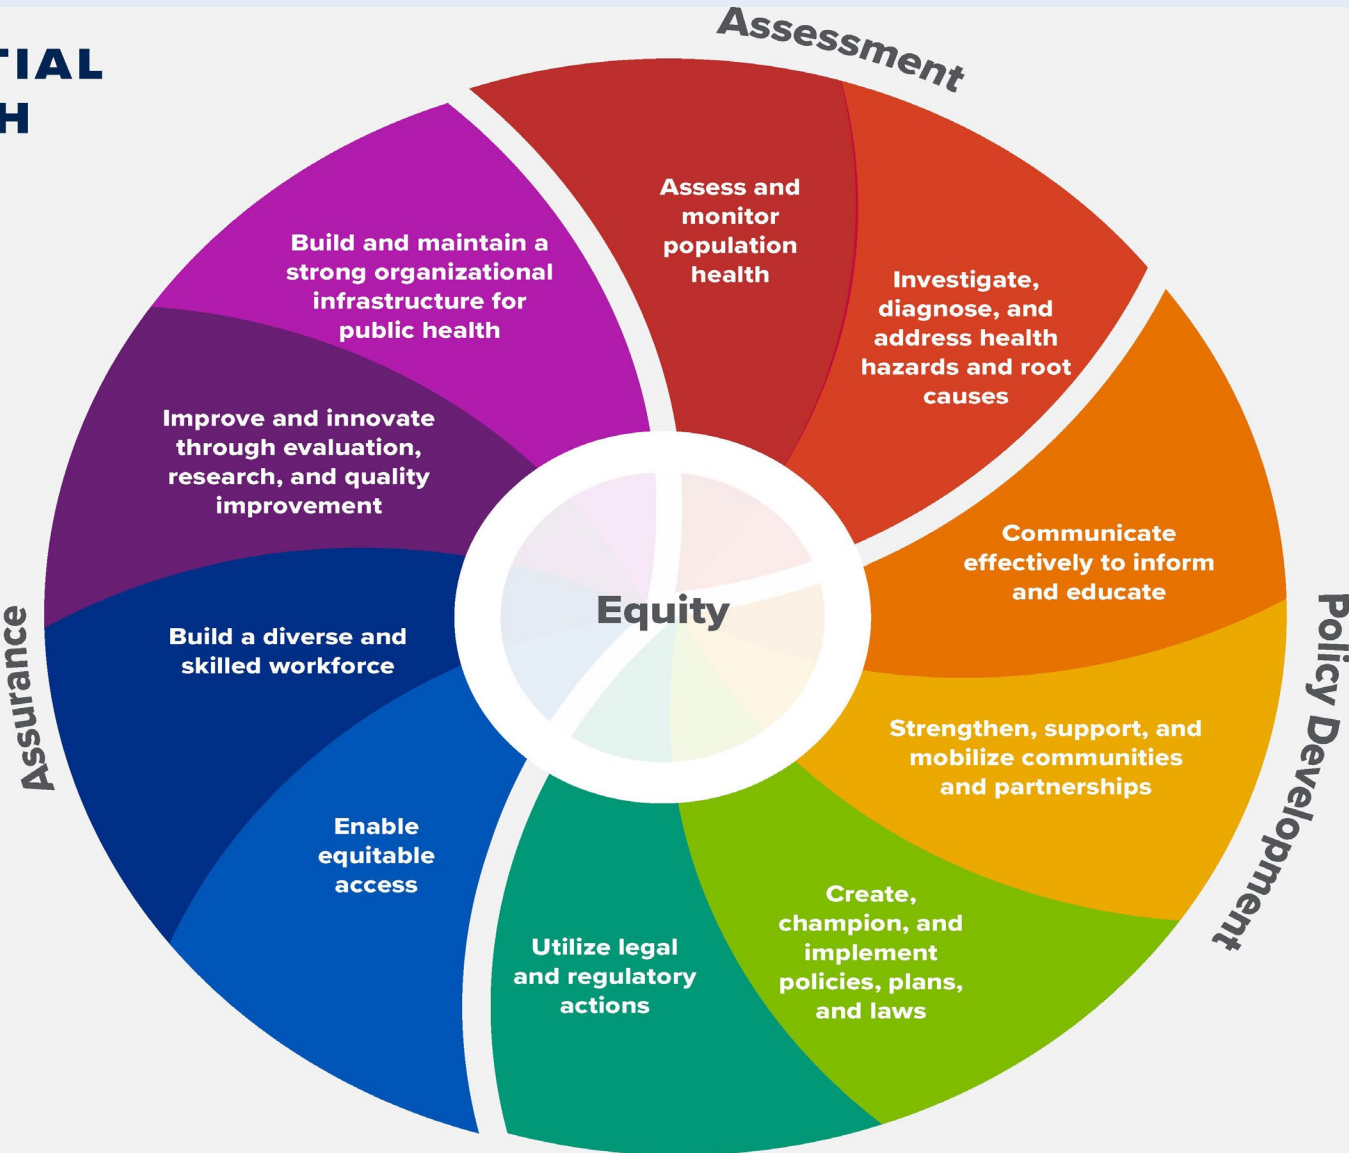 TIAL
H
Assessment
Assess and
monitor
population
health
Investigate,
diagnose, and
address health
hazards and root
causes
Communicate
effectively to inform
and educate
Strengthen, support, and
mobilize communities
and partnerships
Policy Development
Create,
champion, and
implement
policies, plans,
and laws
Utilize legal
and regulatory
actions
Enable
equitable
access
Assurance
Build a diverse and
skilled workforce
Improve and innovate
through evaluation,
research, and quality
improvement
Build and maintain a
strong organizational
infrastructure for
public health
Equity